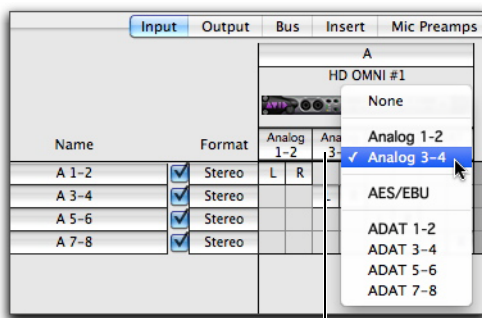 Input Output Bus Insert Mic Preamps
A
HD OMNI #1
AVID
None
Name Format Analog 1-2
Analog 1-2
✓ Analog 3-4
A 1-2 Stereo L R
A 3-4 Stereo
AES/EBU
A 5-6 Stereo
ADAT 1-2
A 7-8 Stereo
ADAT 3-4
ADAT 5-6
ADAT 7-8